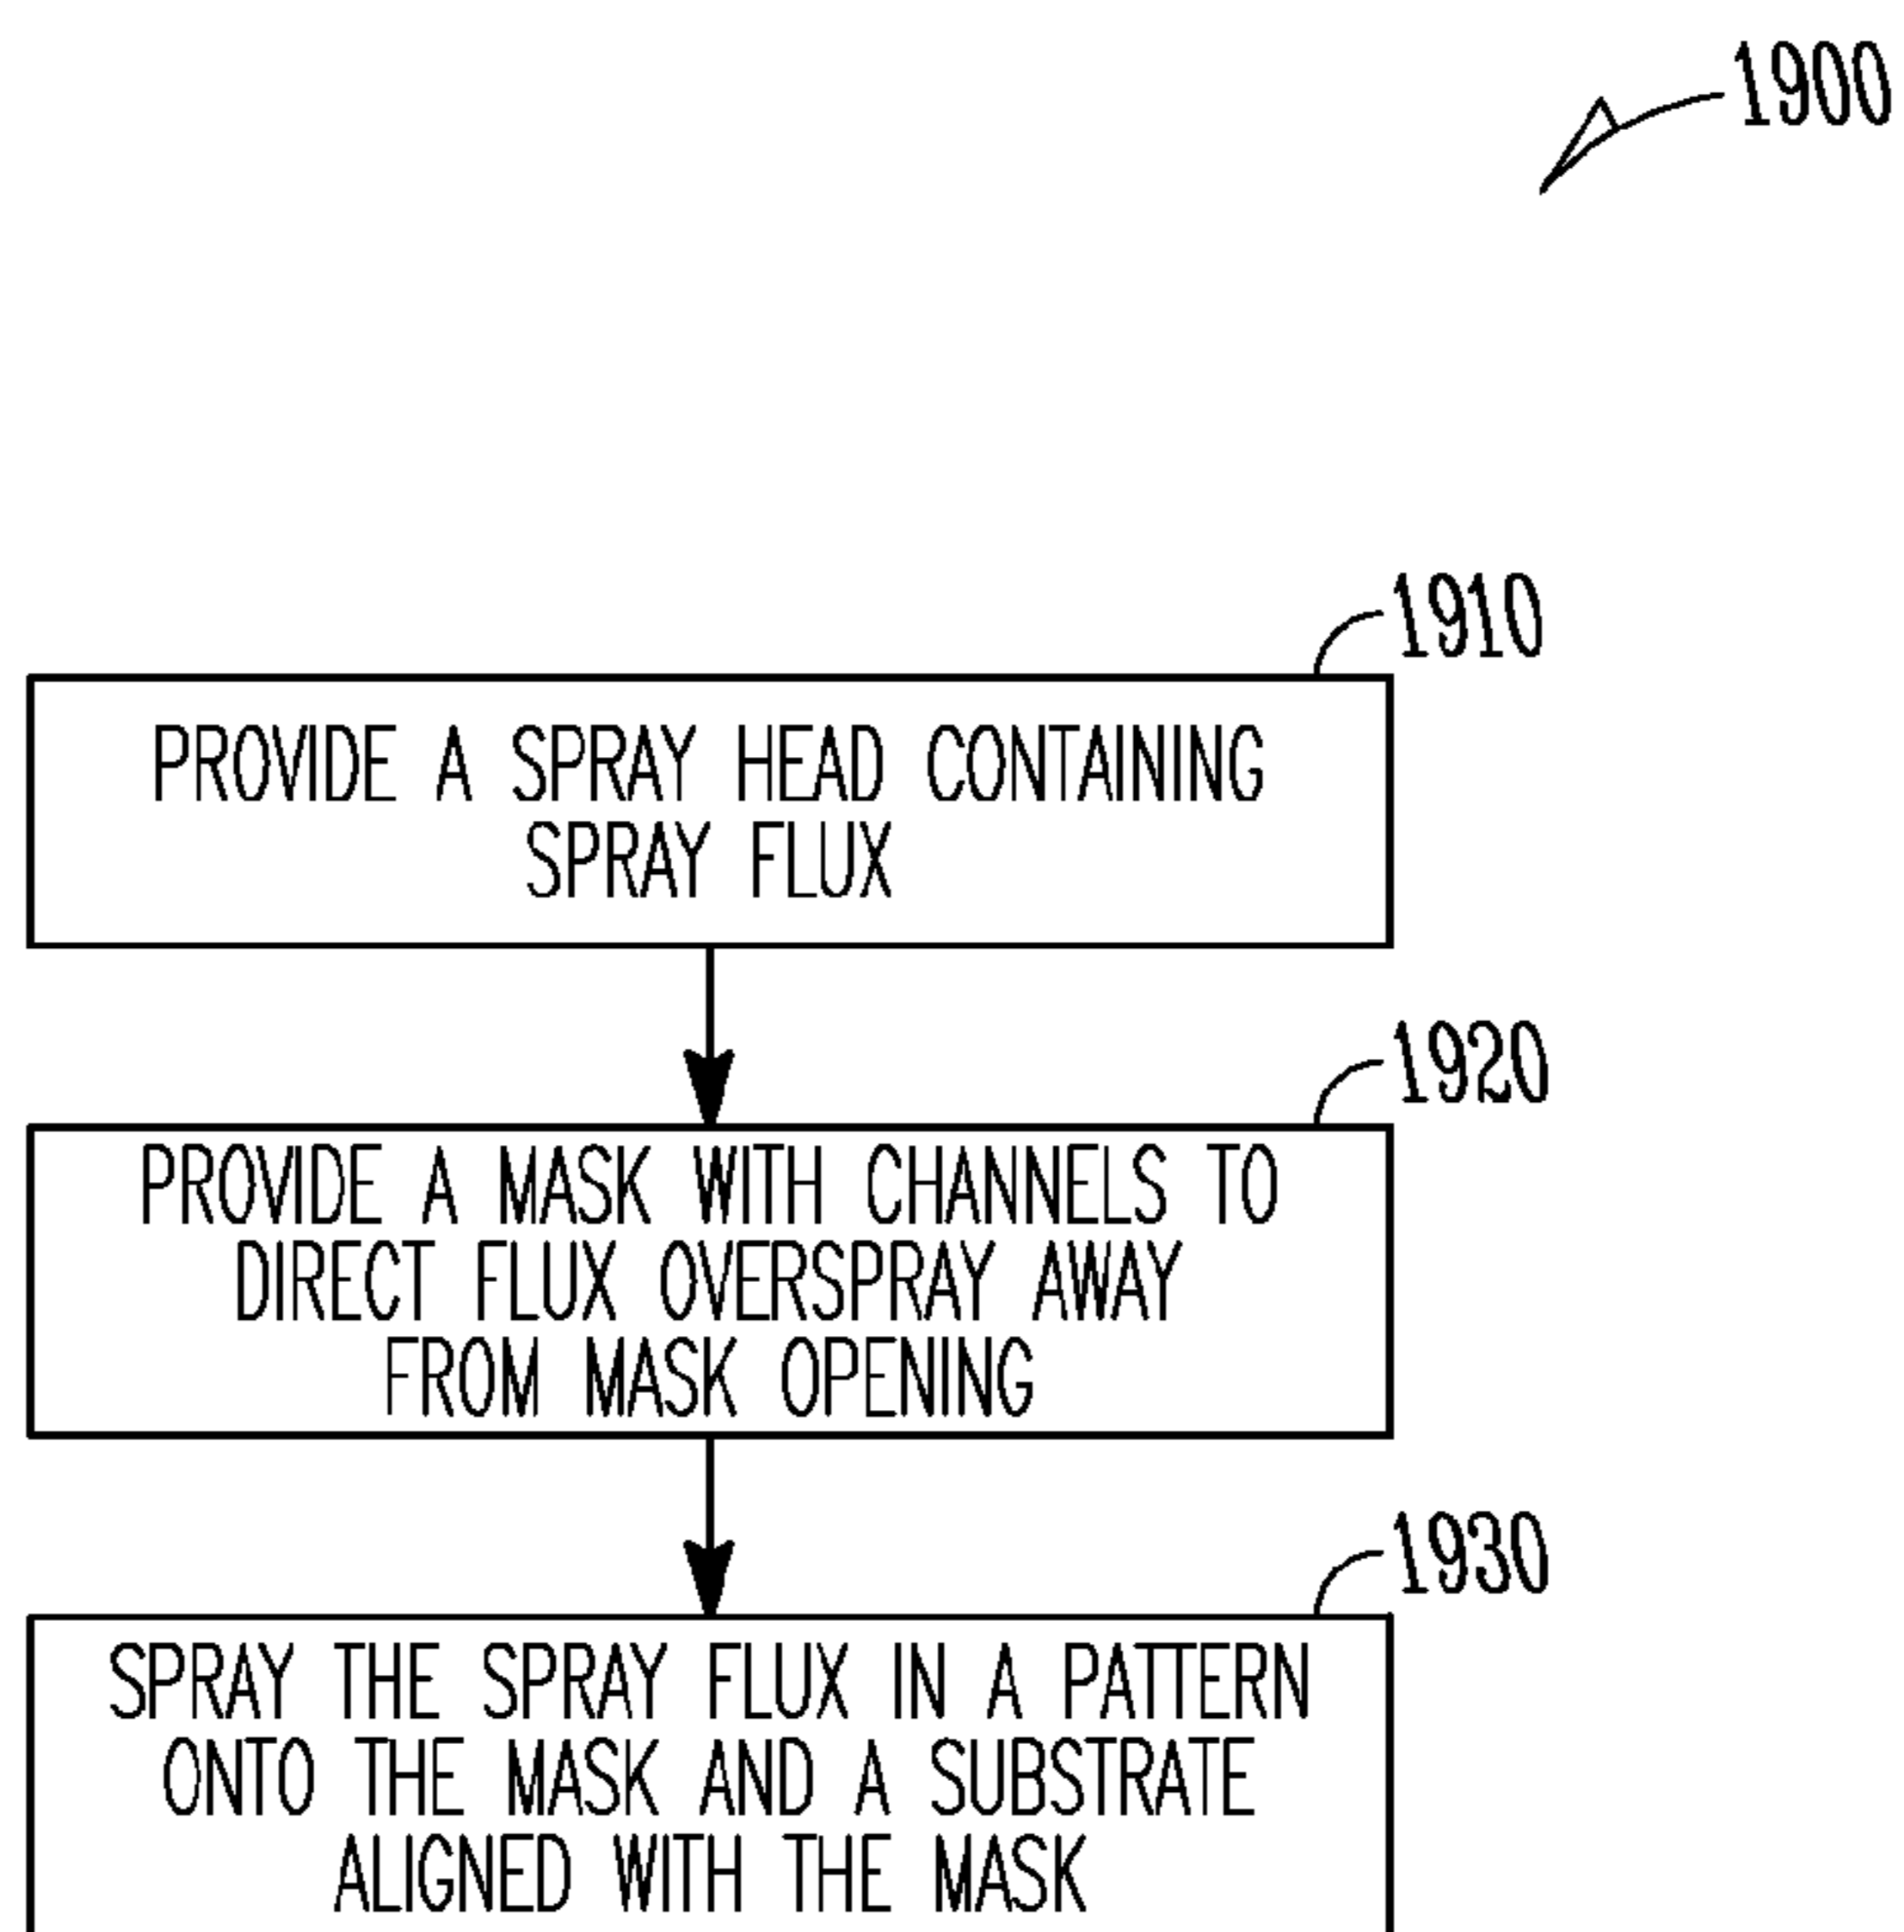 1900
1910
PROVIDE A SPRAY HEAD CONTAINING
SPRAY FLUX
1920
PROVIDE A MASK WITH CHANNELS TO
DIRECT FLUX OVERSPRAY AWAY
FROM MASK OPENING
1930
SPRAY THE SPRAY FLUX IN A PATTERN
ONTO THE MASK AND A SUBSTRATE
ALIGNED WITH THE MASK